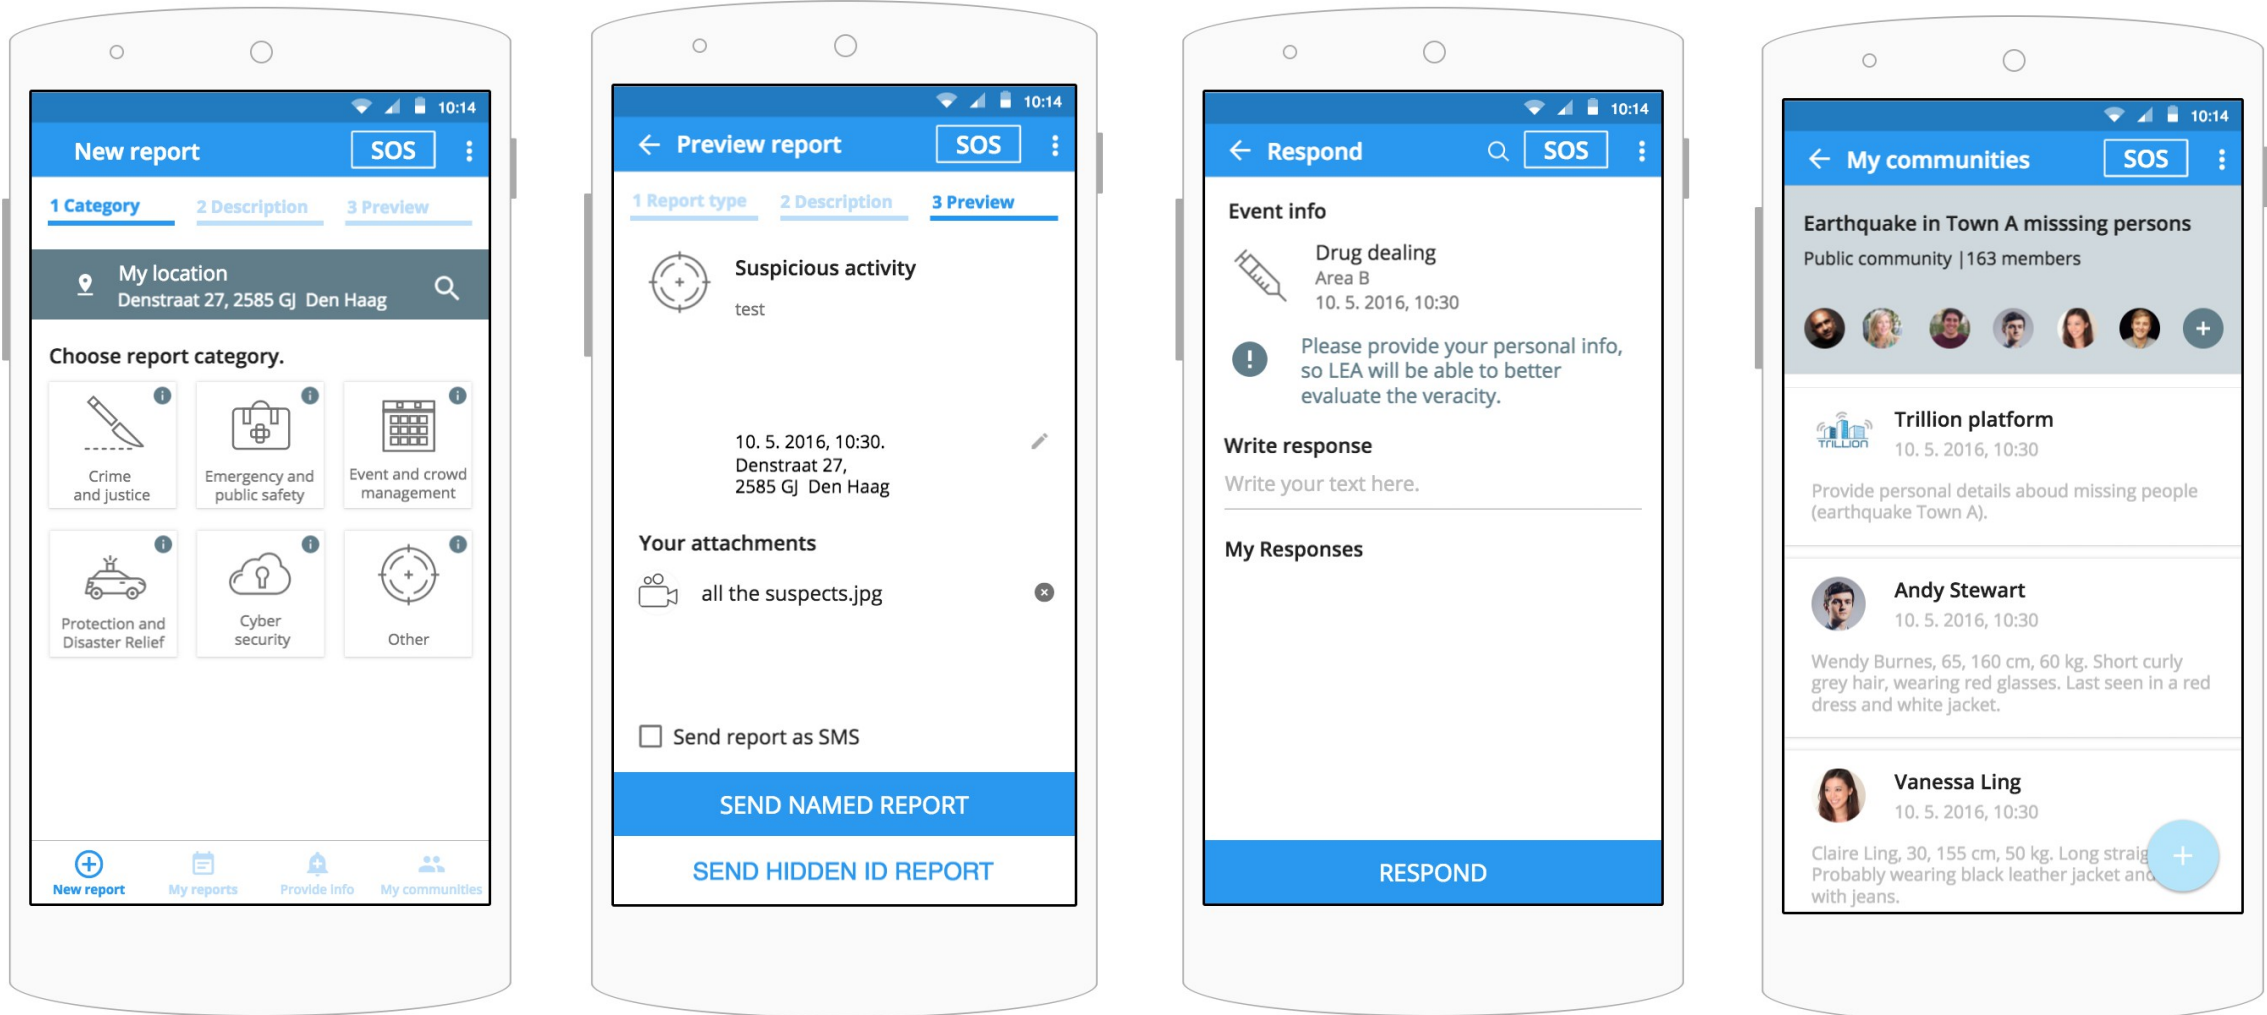 10:14
New report
SOS
1 Category
2 Description
3 Preview
My location
Denstraat 27, 2585 GJ Den Haag
Choose report category.
Crime
and justice
Emergency and
public safety
Event and crowd
management
Protection and
Disaster Relief
Cyber
security
Other
New report
My reports
Provide info
My communities
10:14
Preview report
SOS
1 Report type
2 Description
3 Preview
Suspicious activity
test
10. 5. 2016, 10:30.
Denstraat 27,
2585 GJ Den Haag
Your attachments
all the suspects.jpg
Send report as SMS
SEND NAMED REPORT
SEND HIDDEN ID REPORT
10:14
Respond
SOS
Event info
Drug dealing
Area B
10. 5. 2016, 10:30
Please provide your personal info,
so LEA will be able to better
evaluate the veracity.
Write response
Write your text here.
My Responses
RESPOND
10:14
My communities
SOS
Earthquake in Town A misssing persons
Public community |163 members
TRILLION
Trillion platform
10. 5. 2016, 10:30
Provide personal details aboud missing people
(earthquake Town A).
Andy Stewart
10. 5. 2016, 10:30
Wendy Burnes, 65, 160 cm, 60 kg. Short curly
grey hair, wearing red glasses. Last seen in a red
dress and white jacket.
Vanessa Ling
10. 5. 2016, 10:30
Claire Ling, 30, 155 cm, 50 kg. Long straig
Probably wearing black leather jacket and
with jeans.